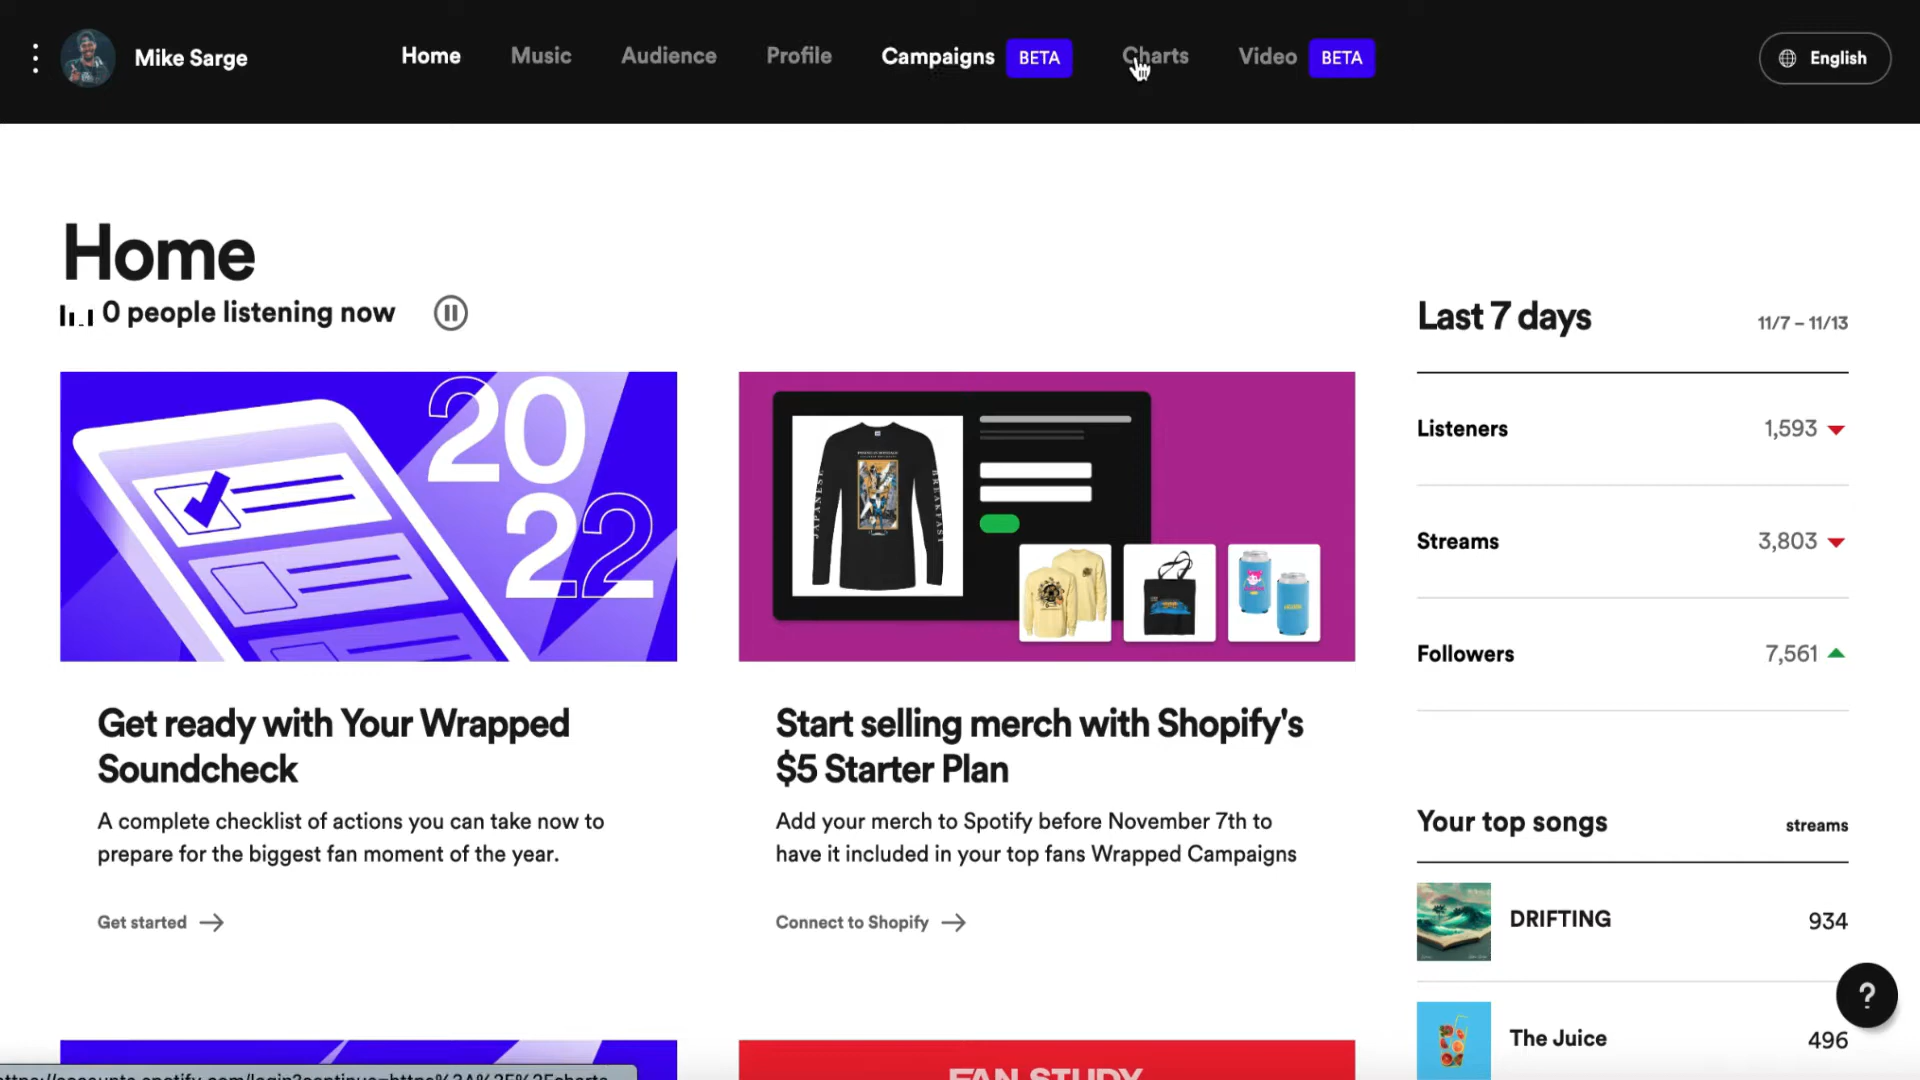 Mike Sarge
Home
Music
Audience
Profile
Campaigns BETA
Charts
Video BETA
English
Home
0 people listening now
Last 7 days 11/7 – 11/13
Listeners 1,593
Streams 3,803
Followers 7,561
2022
JAPANESE BREAKFAST
Get ready with Your Wrapped
Soundcheck
A complete checklist of actions you can take now to
prepare for the biggest fan moment of the year.
Get started
Start selling merch with Shopify's
$5 Starter Plan
Add your merch to Spotify before November 7th to
have it included in your top fans Wrapped Campaigns
Connect to Shopify
Your top songs streams
DRIFTING 934
The Juice 496
?
FAN STUDY